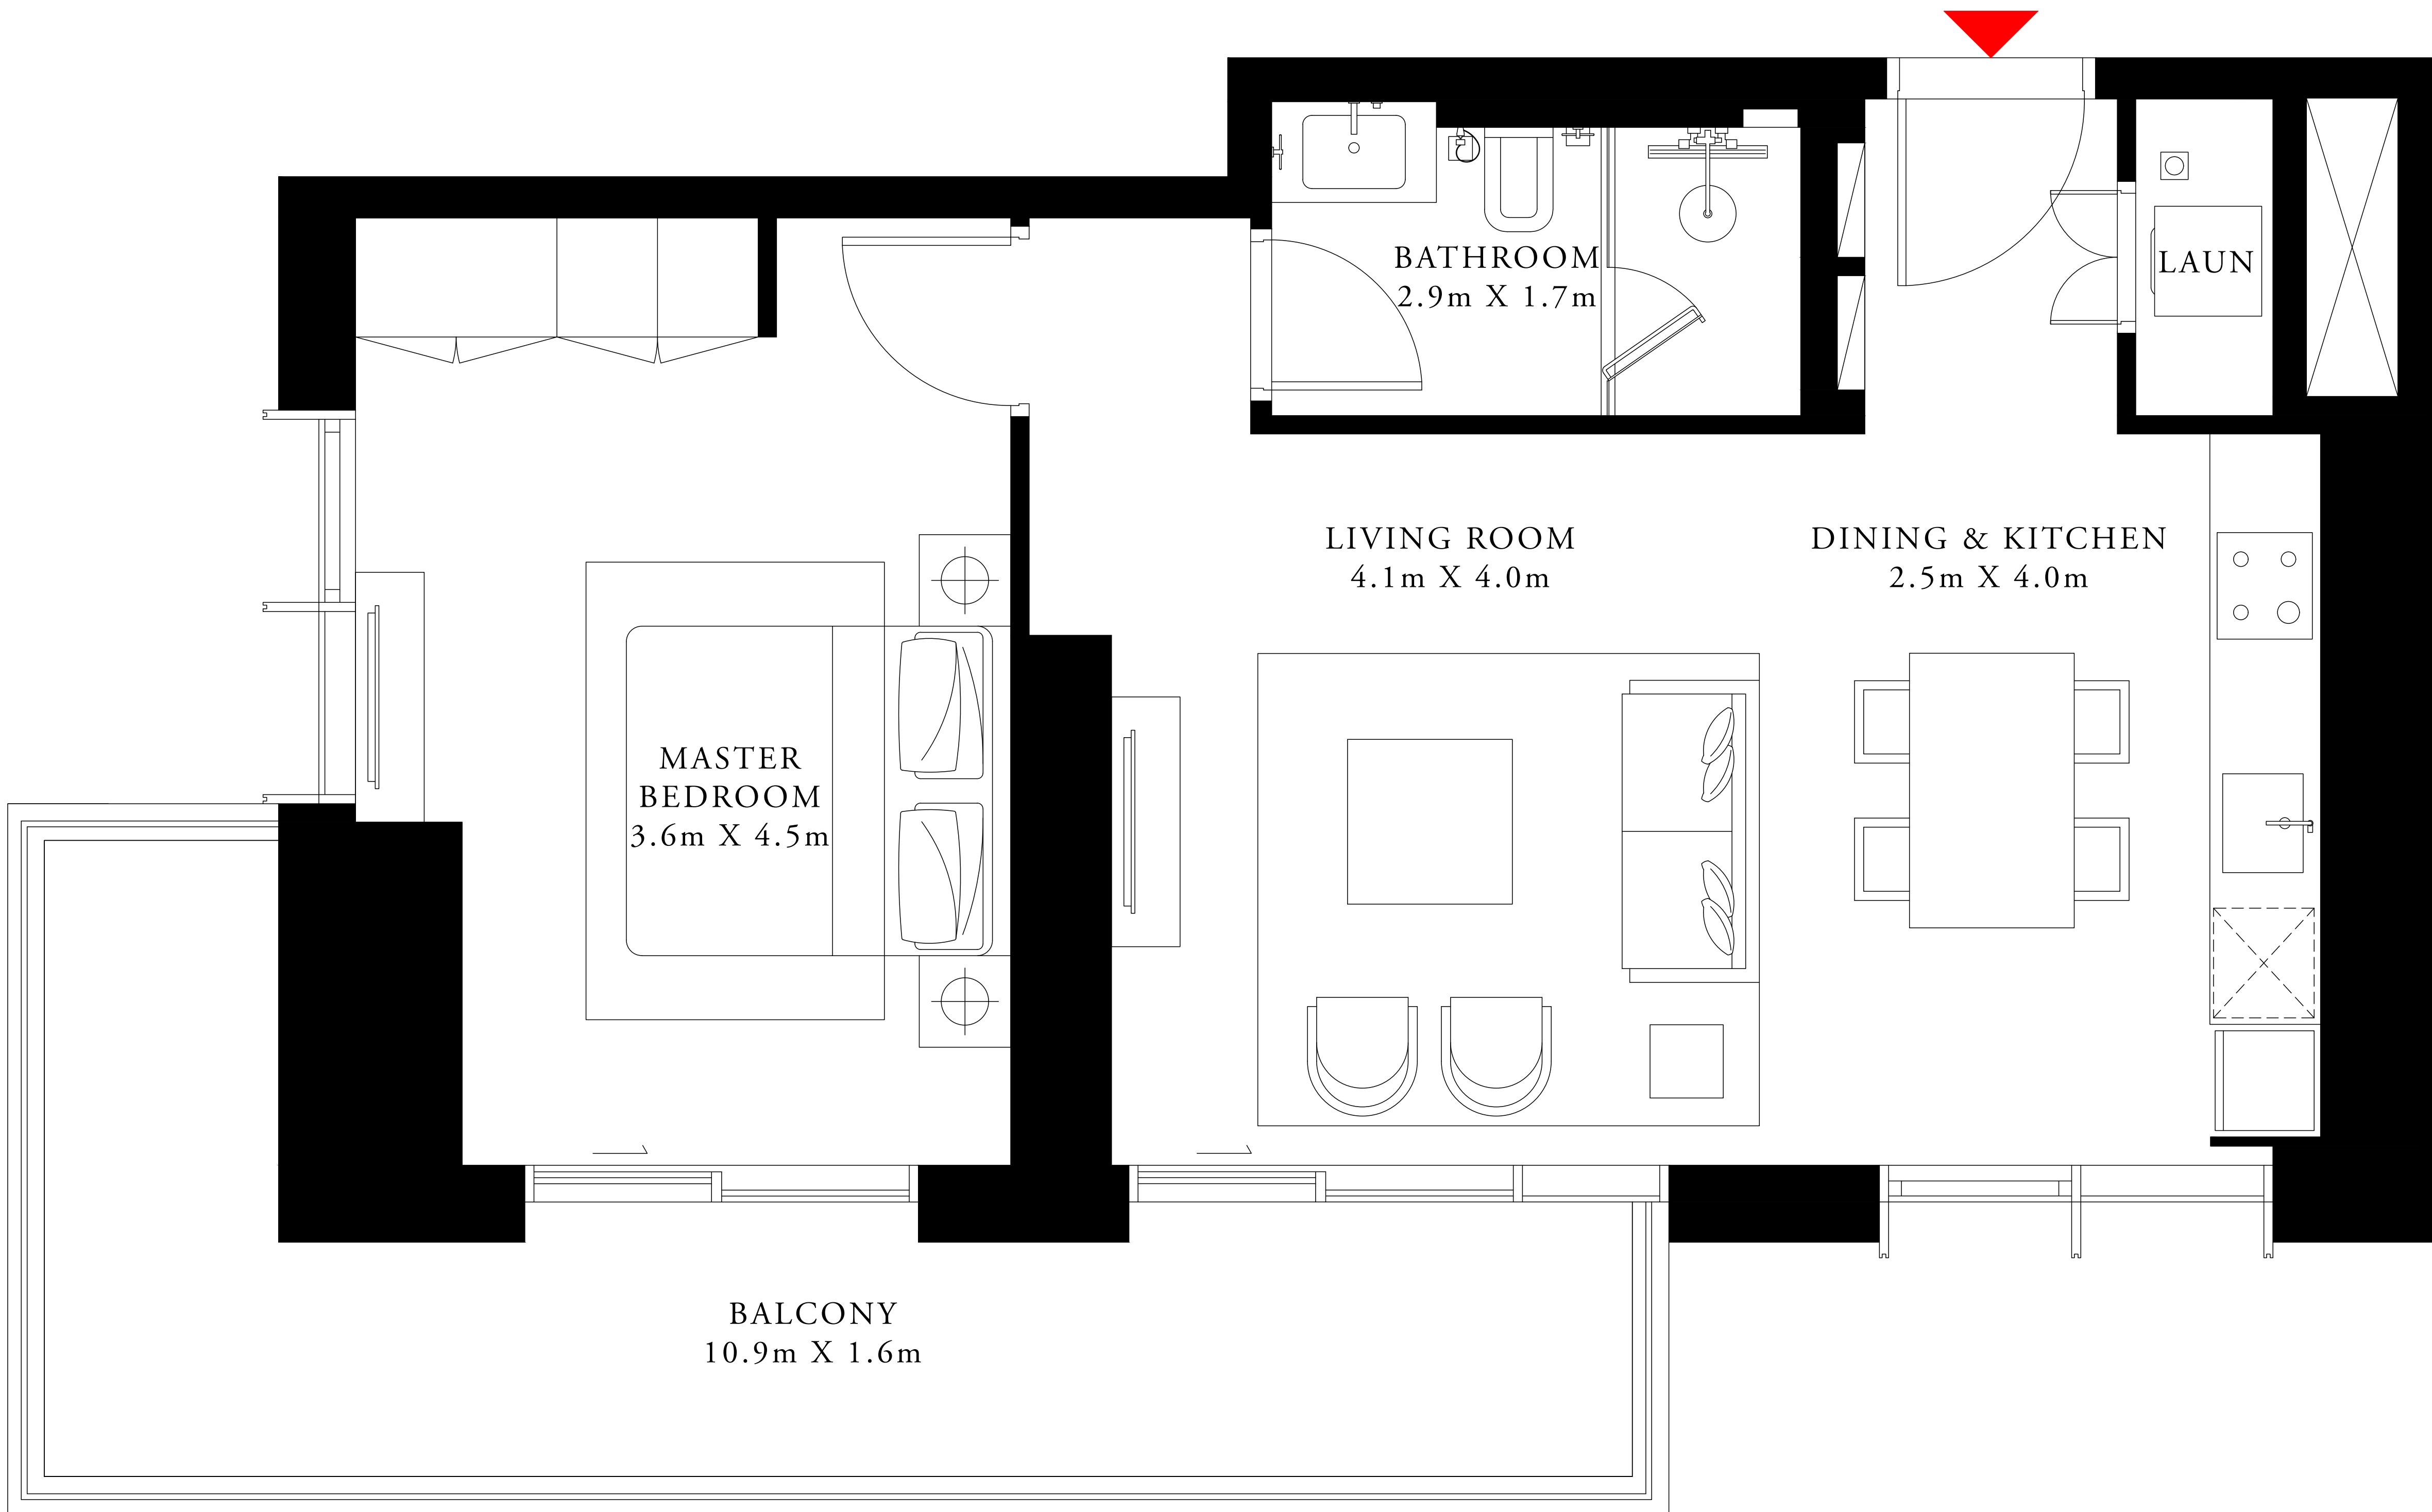 BATHROOM
2.9m X 1.7m
LAUN
LIVING ROOM
4.1m X 4.0m
DINING & KITCHEN
2.5m X 4.0m
MASTER
BEDROOM
3.6m X 4.5m
BALCONY
10.9m X 1.6m